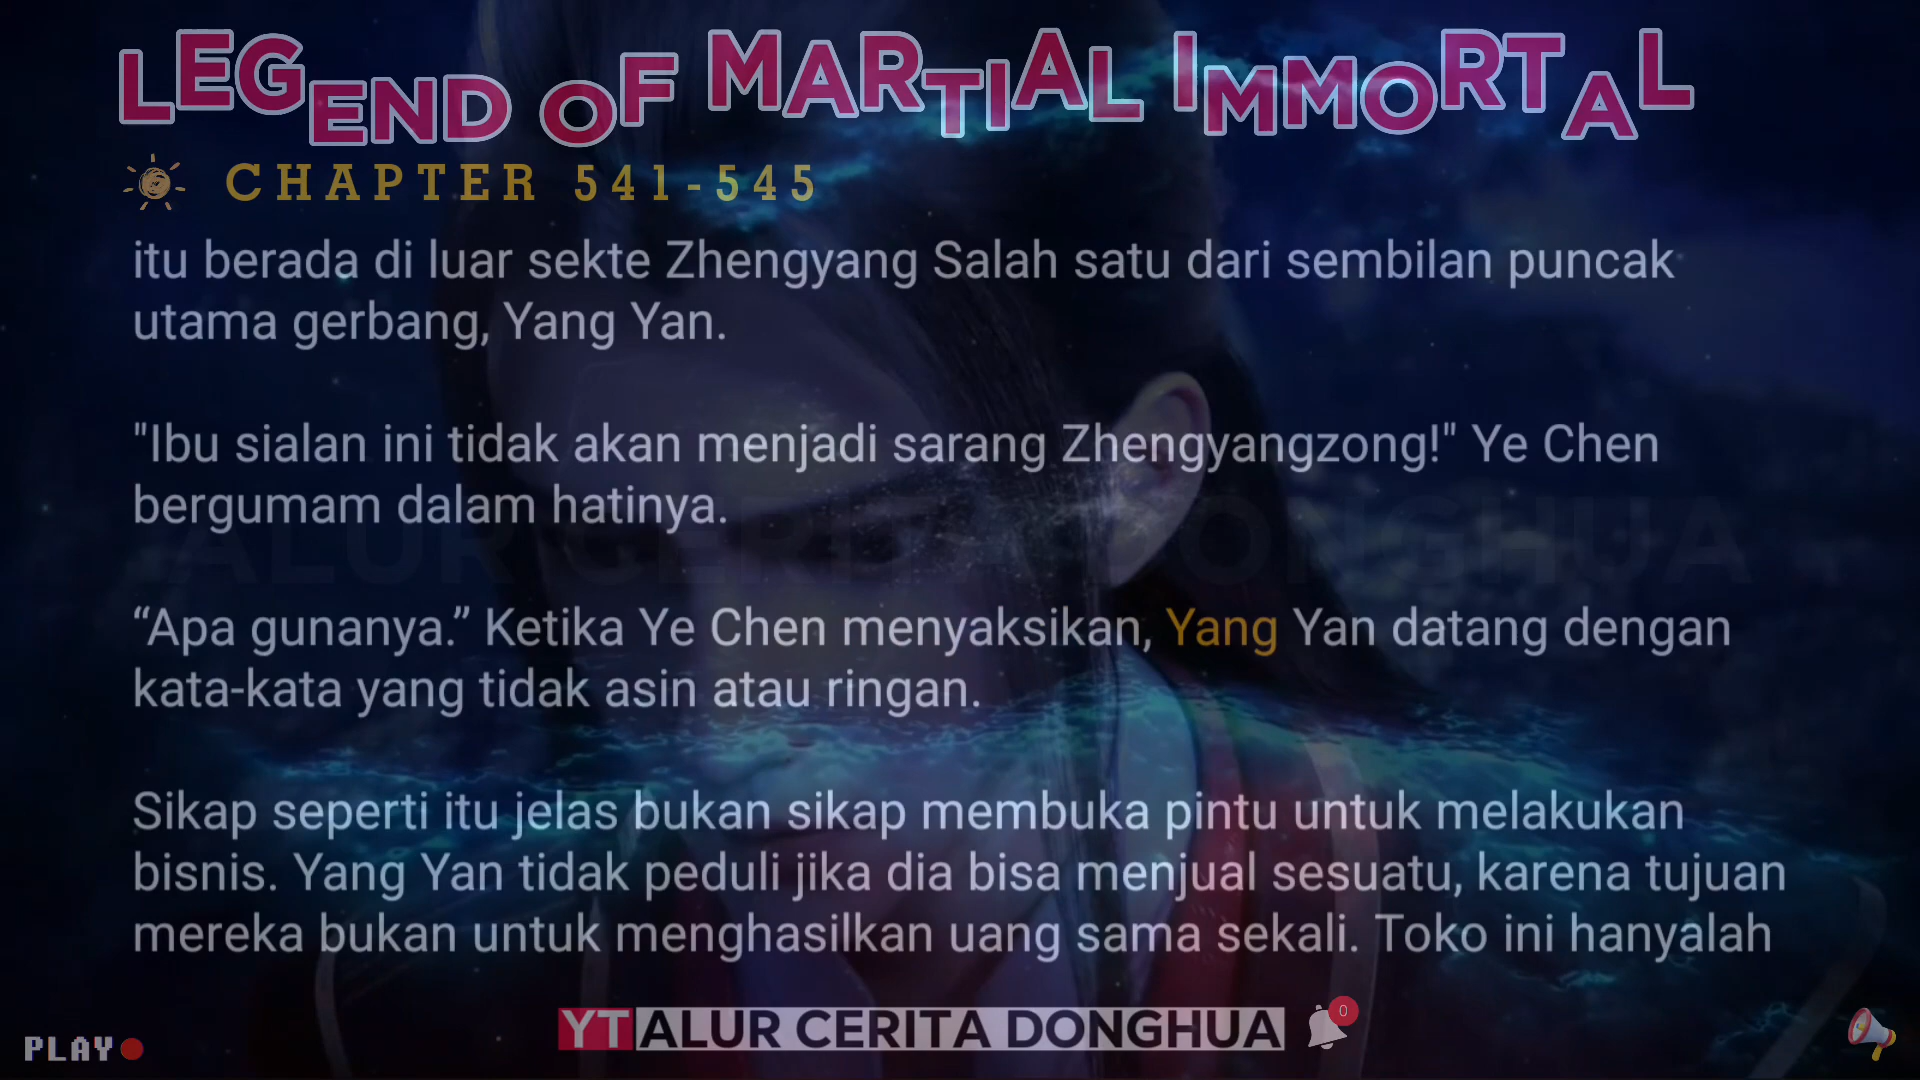 LEGEND OF MARTIAL IMMORTAL
CHAPTER 541-545
itu berada di luar sekte Zhengyang Salah satu dari sembilan puncak
utama gerbang, Yang Yan.
"Ibu sialan ini tidak akan menjadi sarang Zhengyangzong!" Ye Chen
bergumam dalam hatinya.
ALUR CERITA DONGHUA
“Apa gunanya.” Ketika Ye Chen menyaksikan, Yang Yan datang dengan
kata-kata yang tidak asin atau ringan.
Sikap seperti itu jelas bukan sikap membuka pintu untuk melakukan
bisnis. Yang Yan tidak peduli jika dia bisa menjual sesuatu, karena tujuan
mereka bukan untuk menghasilkan uang sama sekali. Toko ini hanyalah
YT ALUR CERITA DONGHUA
0
PLAY